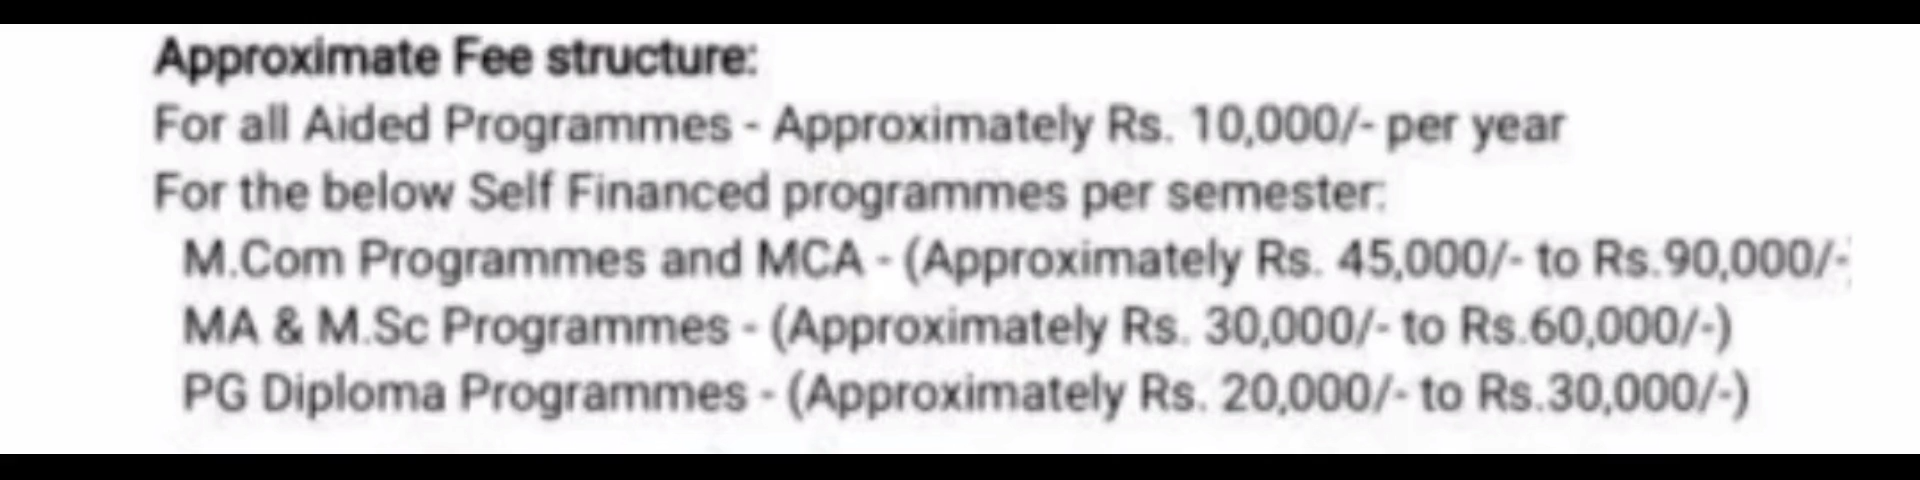 Approximate Fee structure:
For all Aided Programmes - Approximately Rs. 10,000/- per year
For the below Self Financed programmes per semester:
M.Com Programmes and MCA - (Approximately Rs. 45,000/- to Rs.90,000/-
MA & M.Sc Programmes - (Approximately Rs. 30,000/- to Rs.60,000/-)
PG Diploma Programmes - (Approximately Rs. 20,000/- to Rs.30,000/-)